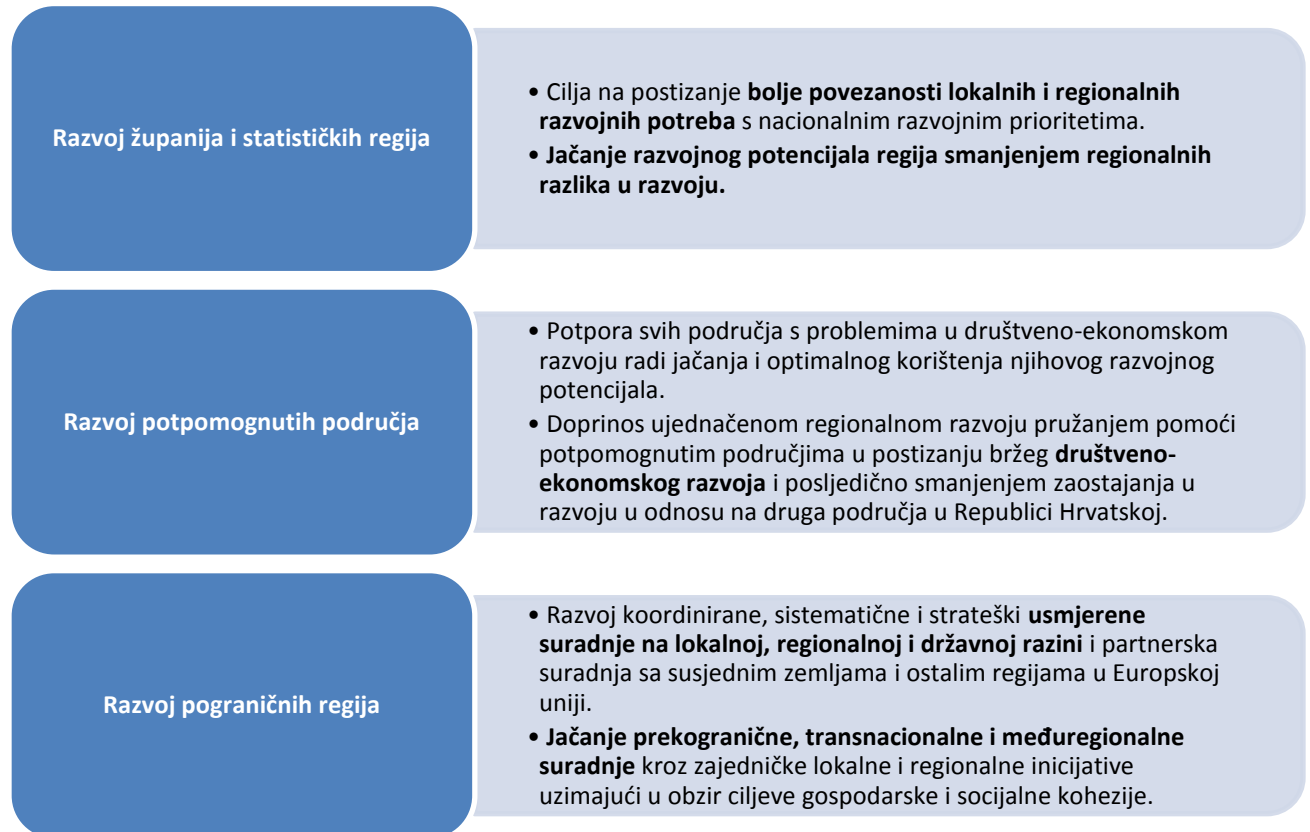 Razvoj županija i statističkih regija
• Cilja na postizanje bolje povezanosti lokalnih i regionalnih
razvojnih potreba s nacionalnim razvojnim prioritetima.
• Jačanje razvojnog potencijala regija smanjenjem regionalnih
razlika u razvoju.
Razvoj potpomognutih područja
• Potpora svih područja s problemima u društveno-ekonomskom
razvoju radi jačanja i optimalnog korištenja njihovog razvojnog
potencijala.
• Doprinos ujednačenom regionalnom razvoju pružanjem pomoći
potpomognutim područjima u postizanju bržeg društveno-
ekonomskog razvoja i posljedično smanjenjem zaostajanja u
razvoju u odnosu na druga područja u Republici Hrvatskoj.
Razvoj pograničnih regija
• Razvoj koordinirane, sistematične i strateški usmjerene
suradnje na lokalnoj, regionalnoj i državnoj razini i partnerska
suradnja sa susjednim zemljama i ostalim regijama u Europskoj
uniji.
• Jačanje prekogranične, transnacionalne i međuregionalne
suradnje kroz zajedničke lokalne i regionalne inicijative
uzimajući u obzir ciljeve gospodarske i socijalne kohezije.